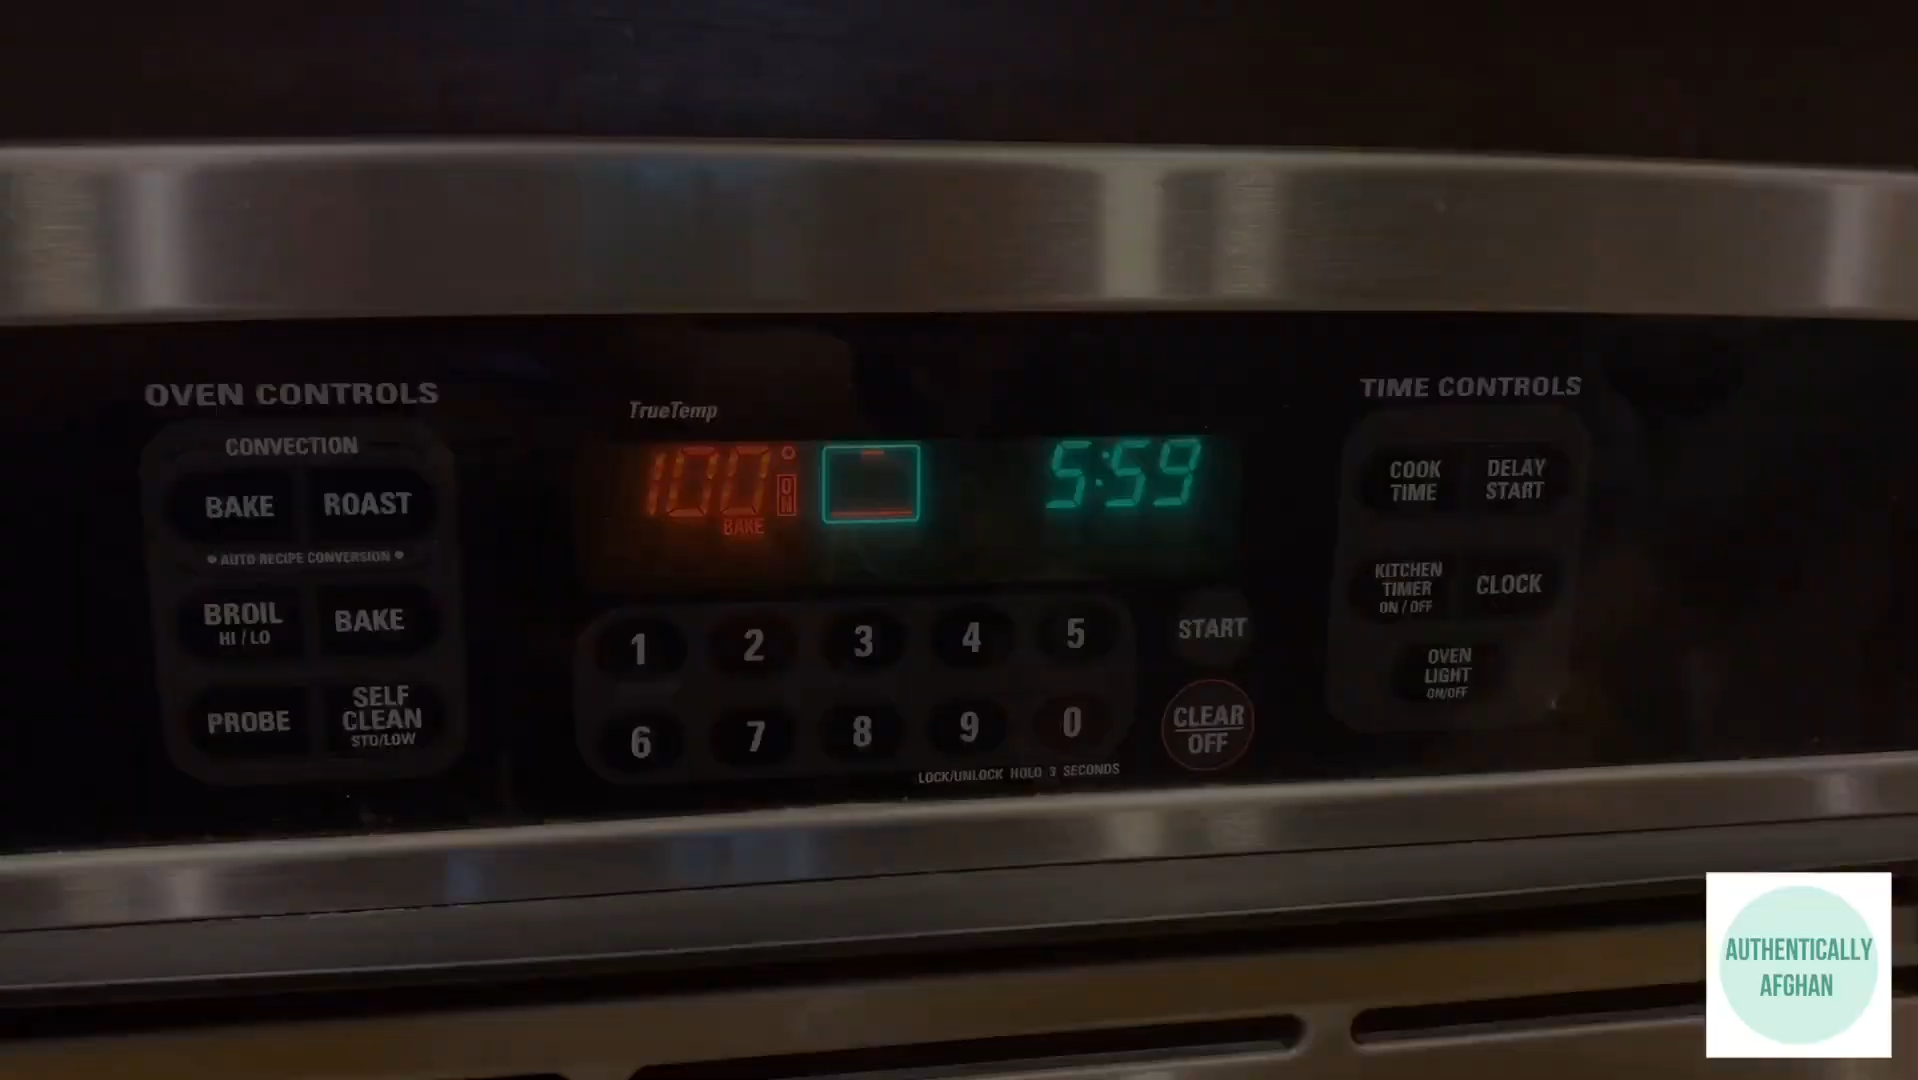 OVEN CONTROLS
CONVECTION
BAKE
ROAST
• AUTO RECIPE CONVERSION •
BROIL
HI / LO
BAKE
PROBE
SELF
CLEAN
STD/LOW
TrueTemp
100°
ON
BAKE
5:59
1
2
3
4
5
6
7
8
9
0
LOCK/UNLOCK HOLD 3 SECONDS
START
CLEAR
OFF
TIME CONTROLS
COOK
TIME
DELAY
START
KITCHEN
TIMER
ON / OFF
CLOCK
OVEN
LIGHT
ON/OFF
AUTHENTICALLY
AFGHAN